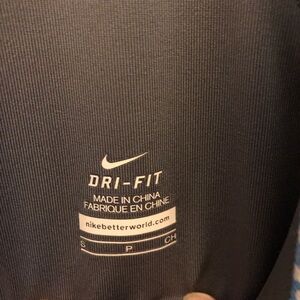 DRI-FIT
MADE IN CHINA
FABRIQUE EN CHINE
nikebetterworld.com
S P CH